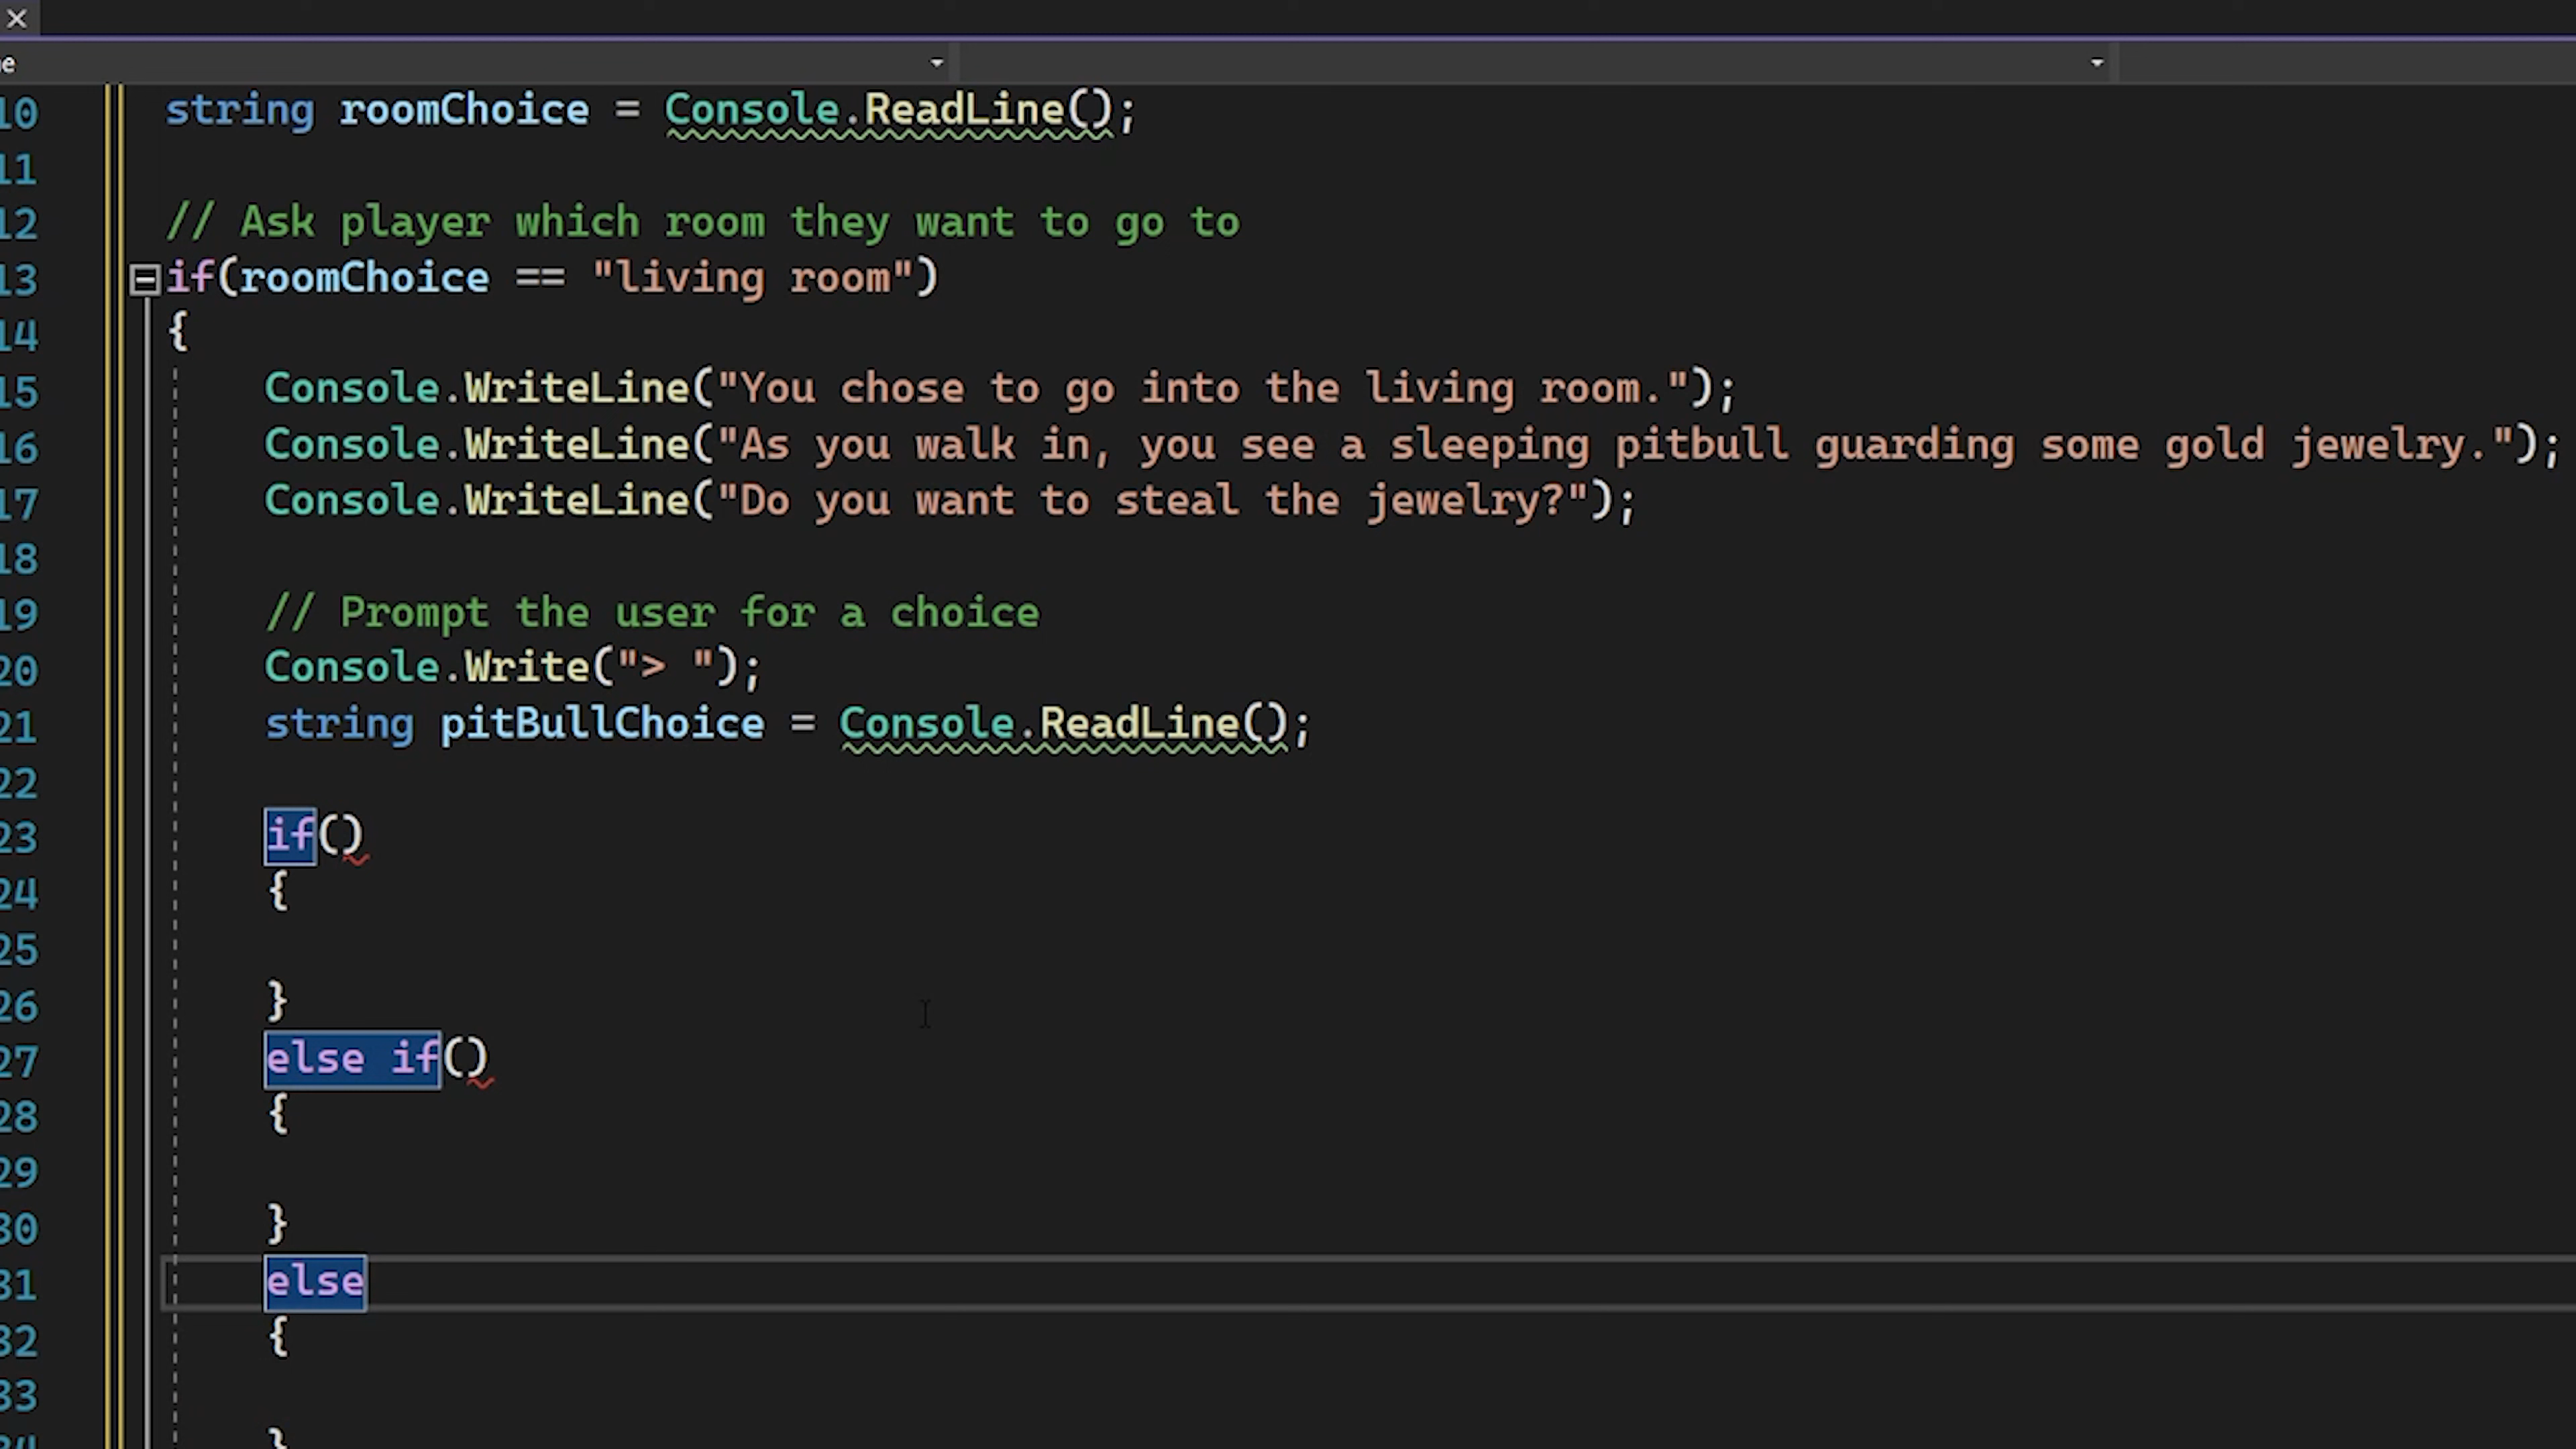 e
10 string roomChoice = Console.ReadLine();
11
12 // Ask player which room they want to go to
13 if(roomChoice == "living room")
14 {
15 Console.WriteLine("You chose to go into the living room.");
16 Console.WriteLine("As you walk in, you see a sleeping pitbull guarding some gold jewelry.");
17 Console.WriteLine("Do you want to steal the jewelry?");
18
19 // Prompt the user for a choice
20 Console.Write("> ");
21 string pitBullChoice = Console.ReadLine();
22
23 if()
24 {
25
26 }
27 else if()
28 {
29
30 }
31 else
32 {
33
34 }